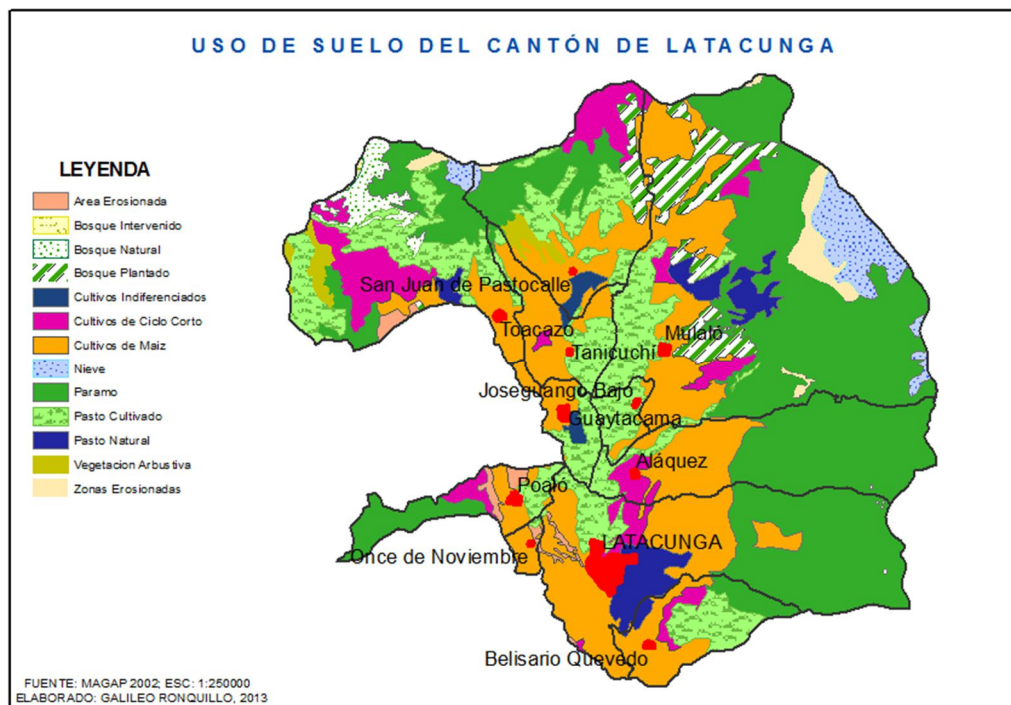 USO DE SUELO DEL CANTÓN DE LATACUNGA
LEYENDA
Area Erosionada
Bosque Intervenido
Bosque Natural
Bosque Plantado
Cultivos Indiferenciados
Cultivos de Ciclo Corto
Cultivos de Maiz
Nieve
Paramo
Pasto Cultivado
Pasto Natural
Vegetacion Arbustiva
Zonas Erosionadas
San Juan de Pastocalle
Toacazo
Mulaló
Tanicuchí
Joseguango Bajo
Guaytacama
Aláquez
Poaló
LATACUNGA
Once de Noviembre
Belisario Quevedo
FUENTE: MAGAP 2002; ESC: 1:250000
ELABORADO: GALILEO RONQUILLO, 2013